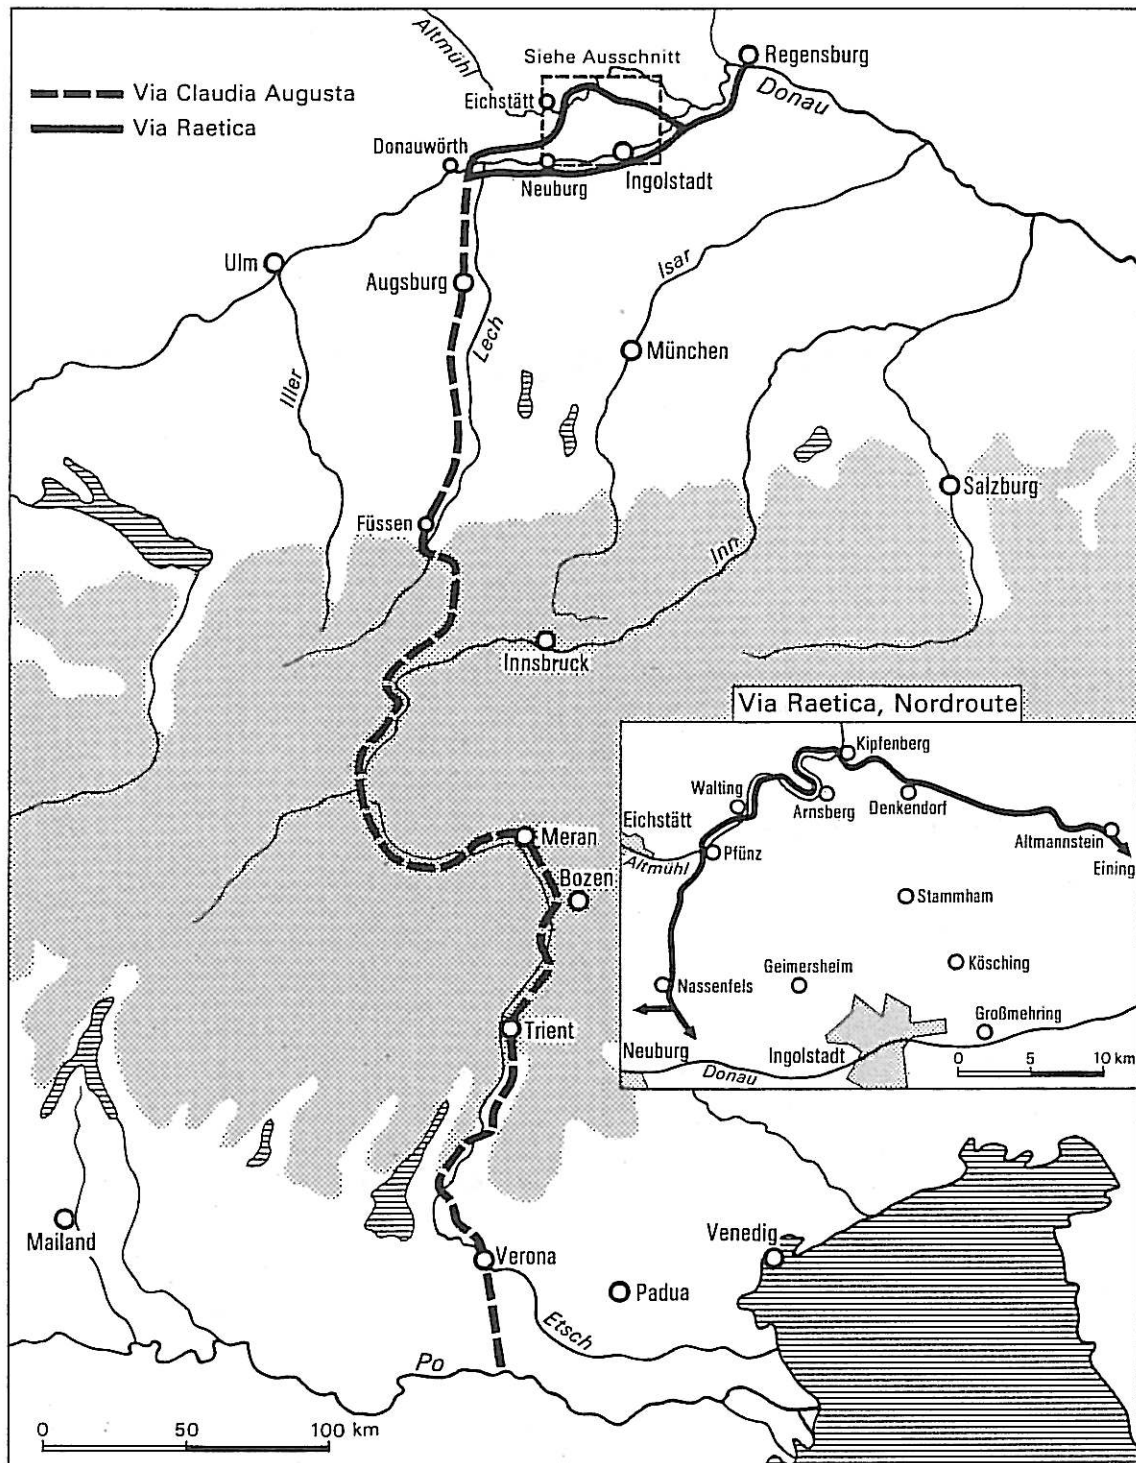 Via Claudia Augusta
Via Raetica
Altmühl
Siehe Ausschnitt
Regensburg
Donau
Eichstätt
Donauwörth
Neuburg
Ingolstadt
Ulm
Augsburg
Isar
München
Lech
Iller
Salzburg
Füssen
Inn
Innsbruck
Via Raetica, Nordroute
Kipfenberg
Walting
Arnsberg
Denkendorf
Eichstätt
Altmannstein
Pfünz
Altmühl
Eining
Stammham
Kösching
Geimersheim
Nassenfels
Großmehring
Neuburg
Ingolstadt
Donau
0 5 10 km
Meran
Bozen
Trient
Mailand
Verona
Venedig
Padua
Etsch
Po
0 50 100 km